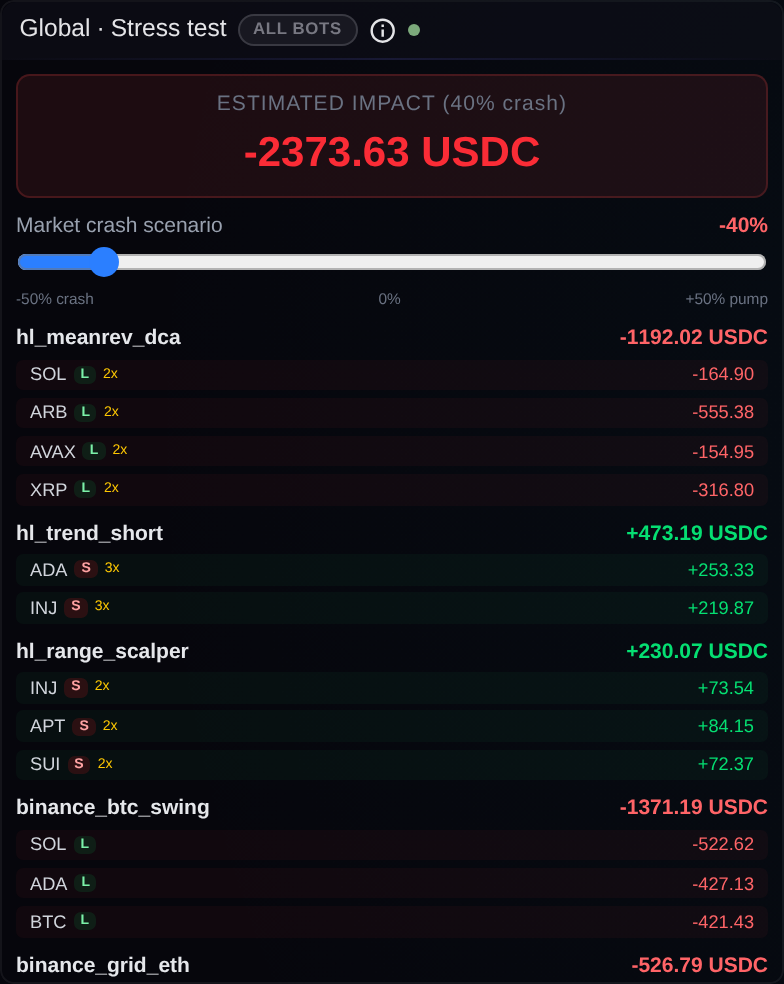 Global · Stress test ALL BOTS
ESTIMATED IMPACT (40% crash)
-2373.63 USDC
Market crash scenario -40%
-50% crash 0% +50% pump
hl_meanrev_dca -1192.02 USDC
SOL L 2x -164.90
ARB L 2x -555.38
AVAX L 2x -154.95
XRP L 2x -316.80
hl_trend_short +473.19 USDC
ADA S 3x +253.33
INJ S 3x +219.87
hl_range_scalper +230.07 USDC
INJ S 2x +73.54
APT S 2x +84.15
SUI S 2x +72.37
binance_btc_swing -1371.19 USDC
SOL L -522.62
ADA L -427.13
BTC L -421.43
binance_grid_eth -526.79 USDC